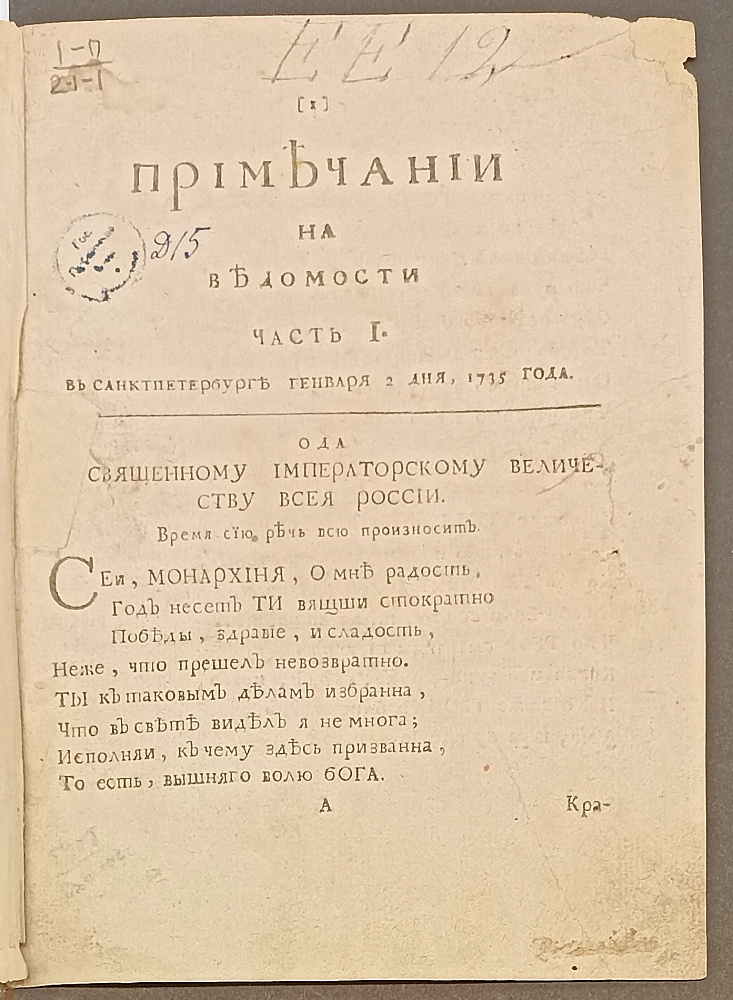 1-П
2-1-1
ЕЕ 12
[1]
ПРІМѢЧАНІИ
НА
ВѢДОМОСТИ
ЧАСТЬ I.
ВЪ САНКТПЕТЕРБУРГѢ ГЕНВАРЯ 2 ДНЯ, 1735 ГОДА.
Гос
Д15
ОДА
СВЯЩЕННОМУ ІМПЕРАТОРСКОМУ ВЕЛИЧЕ-
СТВУ ВСЕЯ РОССІИ.
Время сїю рѣчь всю произноситъ.
СЕИ, МОНАРХІНЯ, О мнѣ радость,
Годъ несетъ ТИ вящши стократно
Побѣды, здравїе, и сладость,
Неже, что прешелъ невозвратно.
ТЫ къ таковымъ дѣламъ избранна,
Что въ свѣтѣ видѣлъ я не многа;
Исполняи, къ чему здѣсь призванна,
То есть, вышняго волю БОГА.
А
Кра-